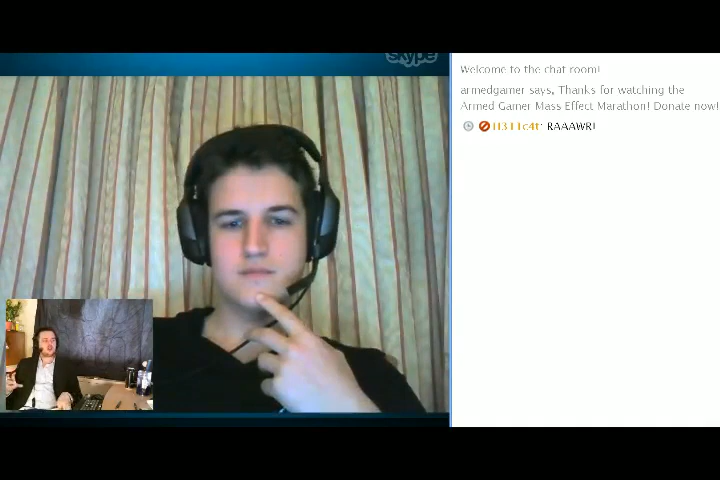 skype
Welcome to the chat room!
armedgamer says, Thanks for watching the
Armed Gamer Mass Effect Marathon! Donate now!
RAAAWR!